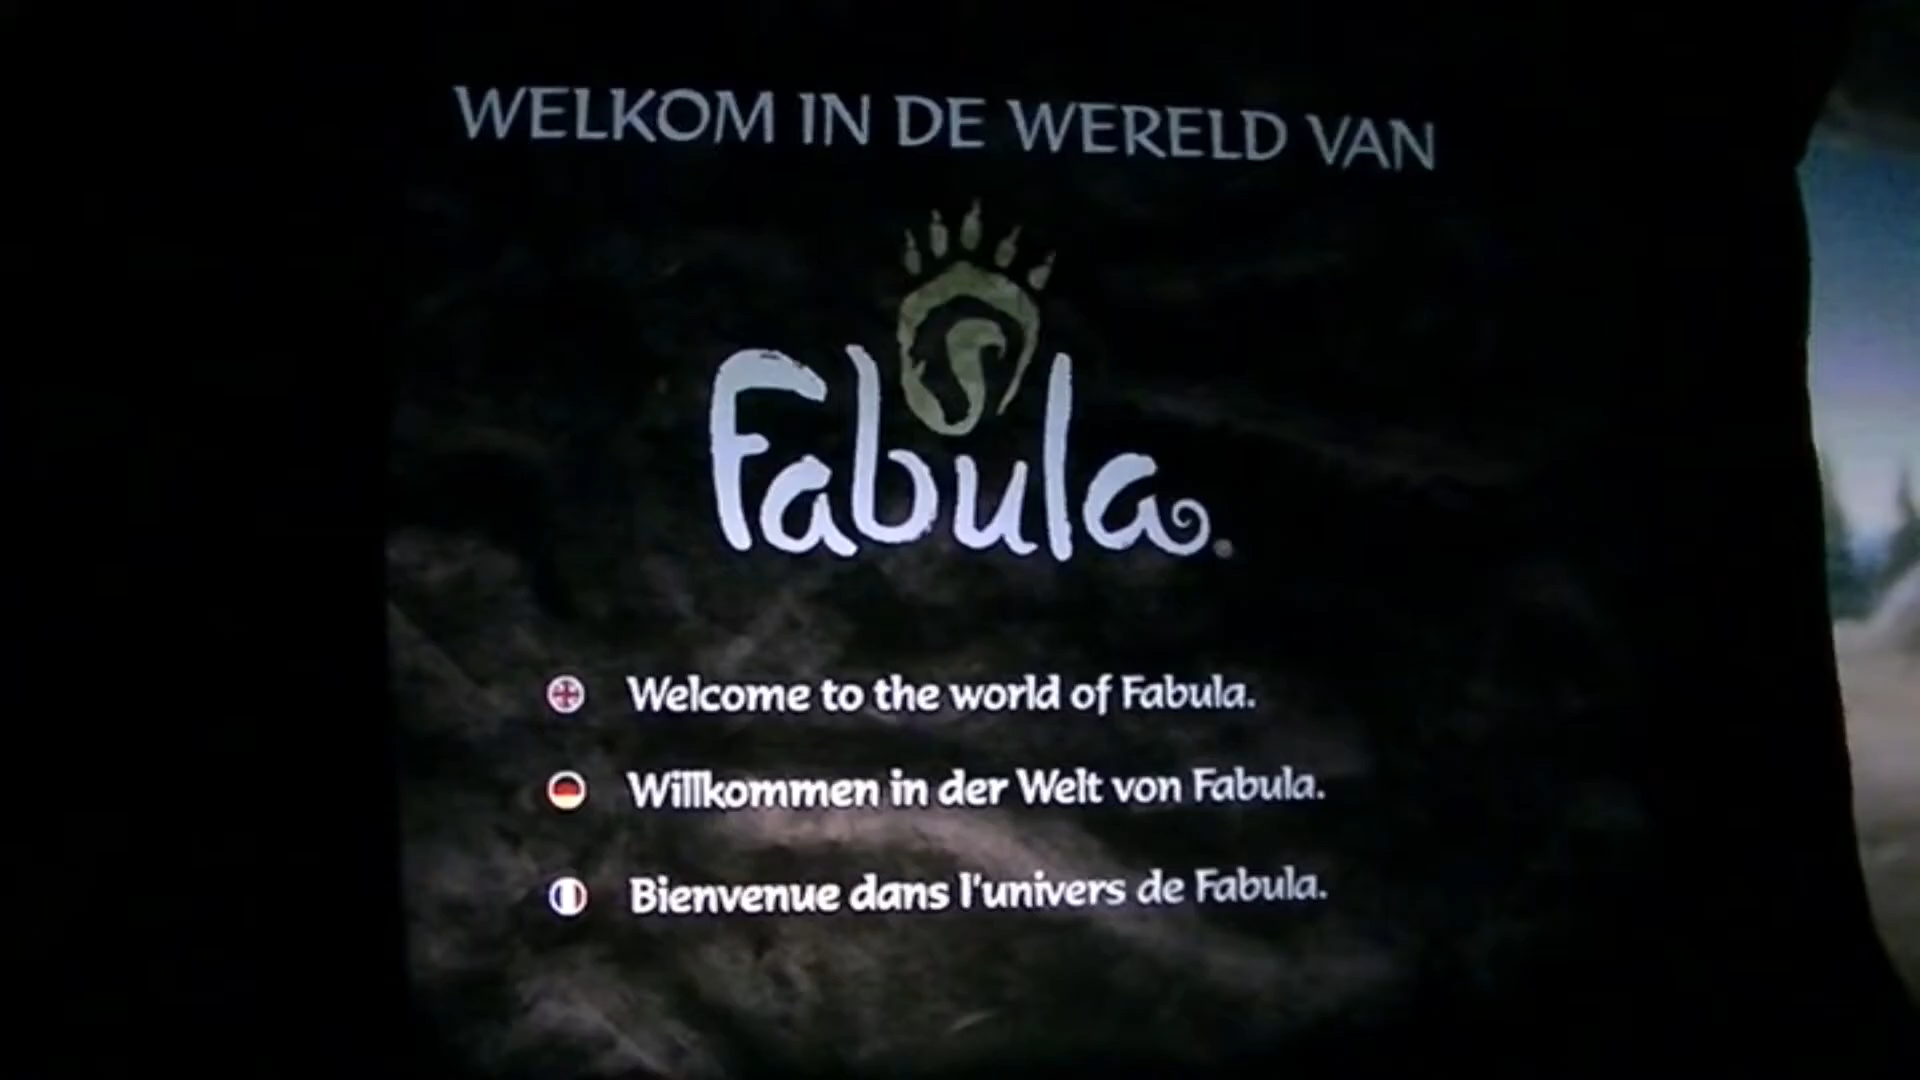 WELKOM IN DE WERELD VAN
Fabula
Welcome to the world of Fabula.
Willkommen in der Welt von Fabula.
Bienvenue dans l'univers de Fabula.